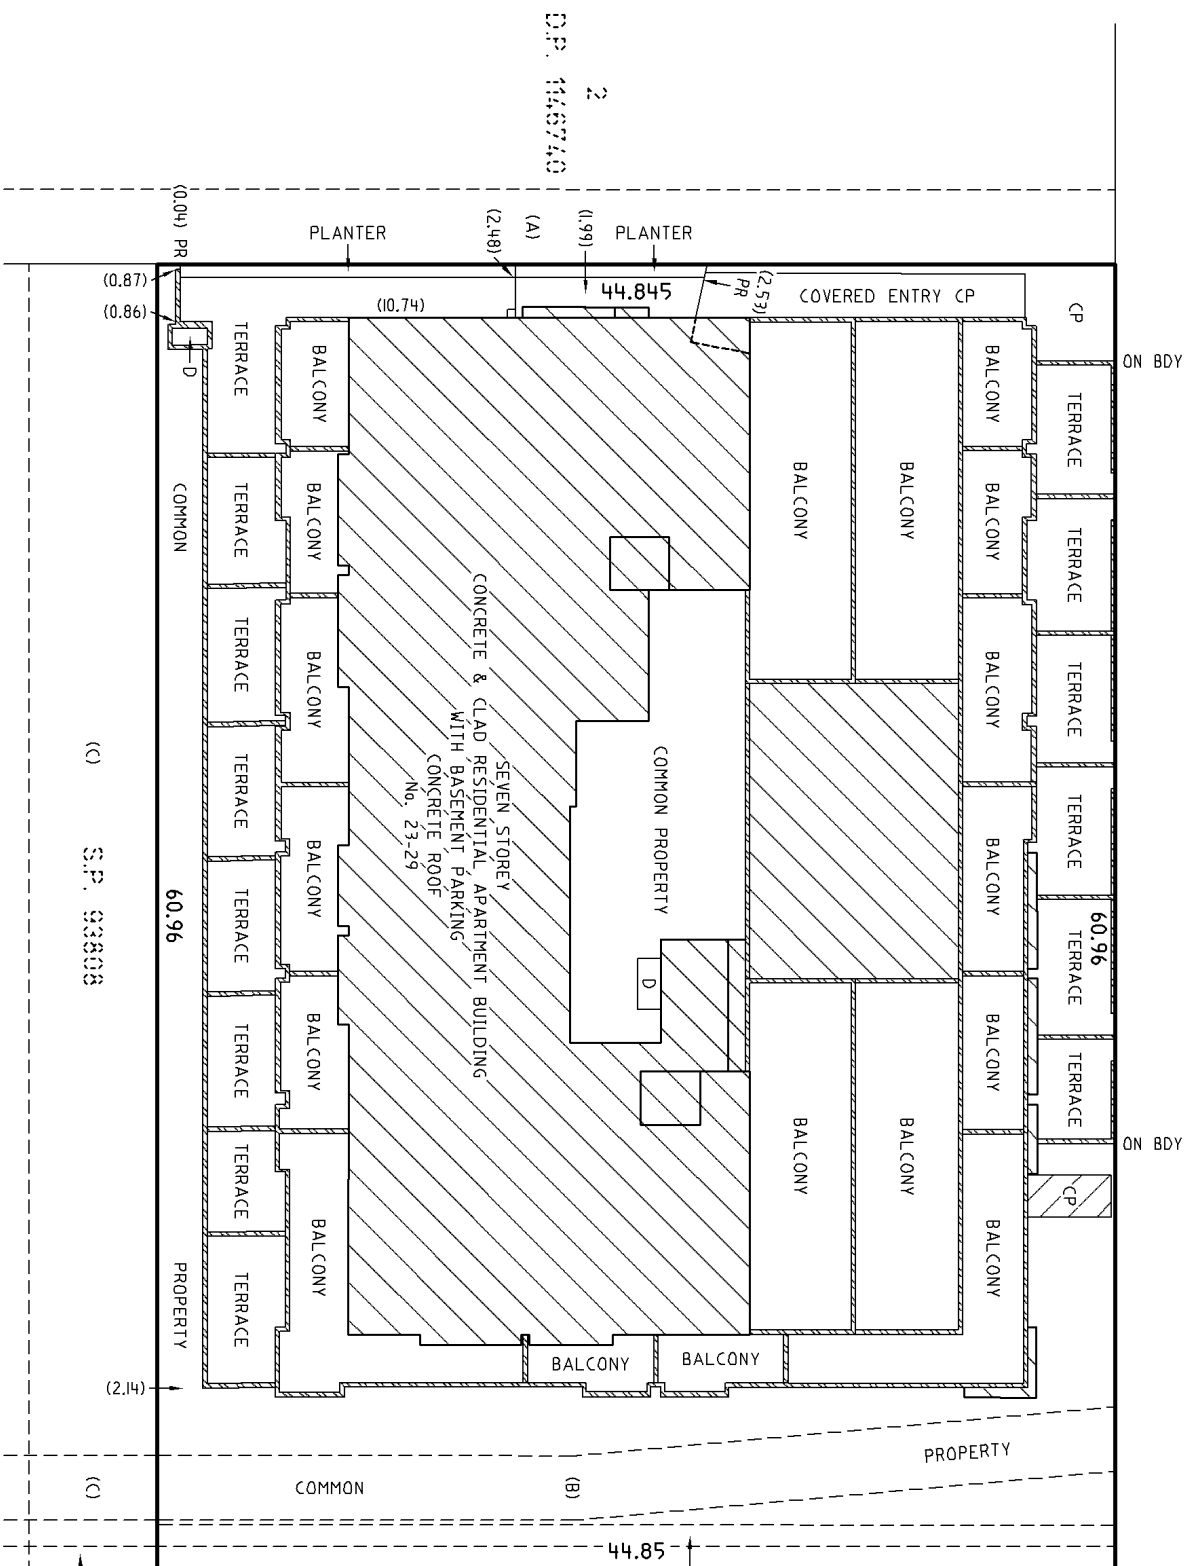 2
D.P. 1146740
(0.04) PR
PLANTER
(2.48)
(A)
(1.99)
PLANTER
(0.87)
(0.86)
(10.74)
44.845
(2.53)
PR
COVERED ENTRY CP
CP
ON BDY
D
TERRACE
BALCONY
BALCONY
TERRACE
COMMON
TERRACE
BALCONY
BALCONY
BALCONY
BALCONY
TERRACE
TERRACE
BALCONY
BALCONY
TERRACE
SEVEN STOREY
CONCRETE & CLAD RESIDENTIAL APARTMENT BUILDING
WITH BASEMENT PARKING
CONCRETE ROOF
No. 23-29
COMMON PROPERTY
(C)
S.P. 93808
60.96
TERRACE
TERRACE
BALCONY
BALCONY
TERRACE
60.96
TERRACE
D
TERRACE
BALCONY
BALCONY
TERRACE
BALCONY
BALCONY
ON BDY
CP
TERRACE
BALCONY
BALCONY
TERRACE
PROPERTY
BALCONY
BALCONY
(2.14)
PROPERTY
(C)
COMMON
(B)
44.85